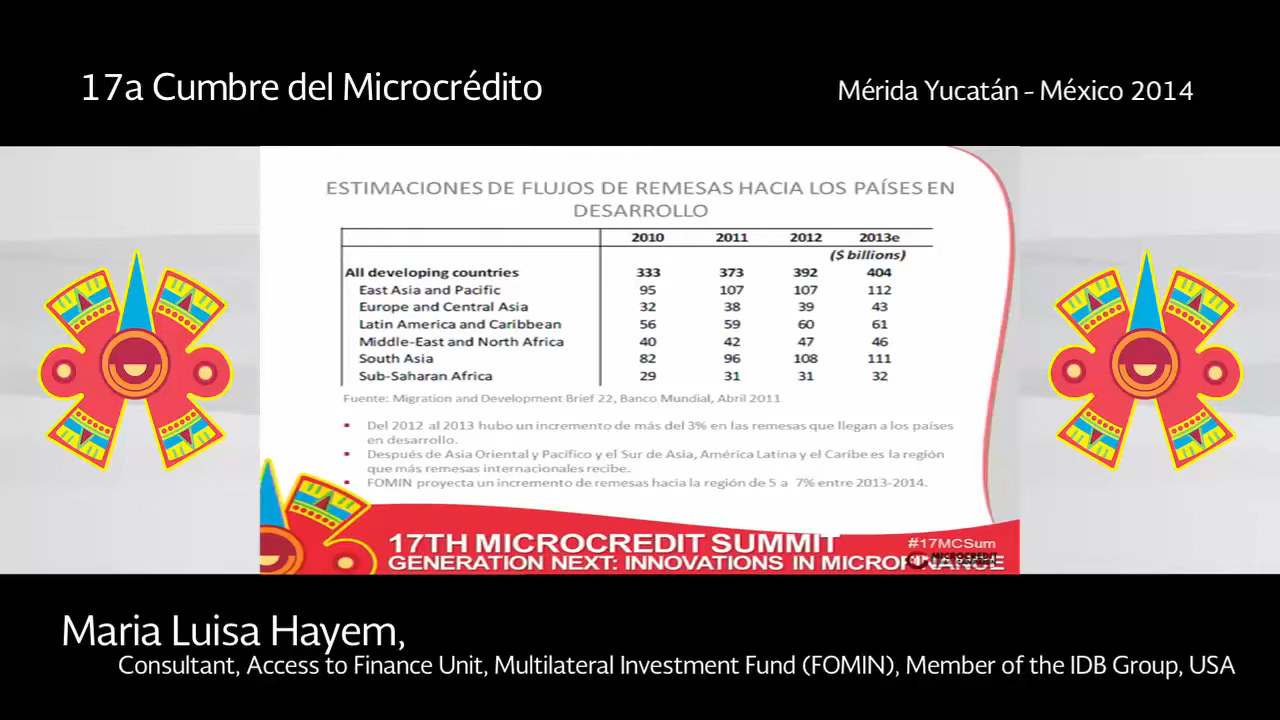 17a Cumbre del Microcrédito
Mérida Yucatán - México 2014
ESTIMACIONES DE FLUJOS DE REMESAS HACIA LOS PAÍSES EN
DESARROLLO
2010 2011 2012 2013e
($ billions)
All developing countries 333 373 392 404
East Asia and Pacific 95 107 107 112
Europe and Central Asia 32 38 39 43
Latin America and Caribbean 56 59 60 61
Middle-East and North Africa 40 42 47 46
South Asia 82 96 108 111
Sub-Saharan Africa 29 31 31 32
Fuente: Migration and Development Brief 22, Banco Mundial, Abril 2011
Del 2012 al 2013 hubo un incremento de más del 3% en las remesas que llegan a los países
en desarrollo.
Después de Asia Oriental y Pacífico y el Sur de Asia, América Latina y el Caribe es la región
que más remesas internacionales recibe.
FOMIN proyecta un incremento de remesas hacia la región de 5 a 7% entre 2013-2014.
17TH MICROCREDIT SUMMIT
#17MCSum
GENERATION NEXT: INNOVATIONS IN MICROFINANCE
MICROCREDIT
Maria Luisa Hayem,
Consultant, Access to Finance Unit, Multilateral Investment Fund (FOMIN), Member of the IDB Group, USA